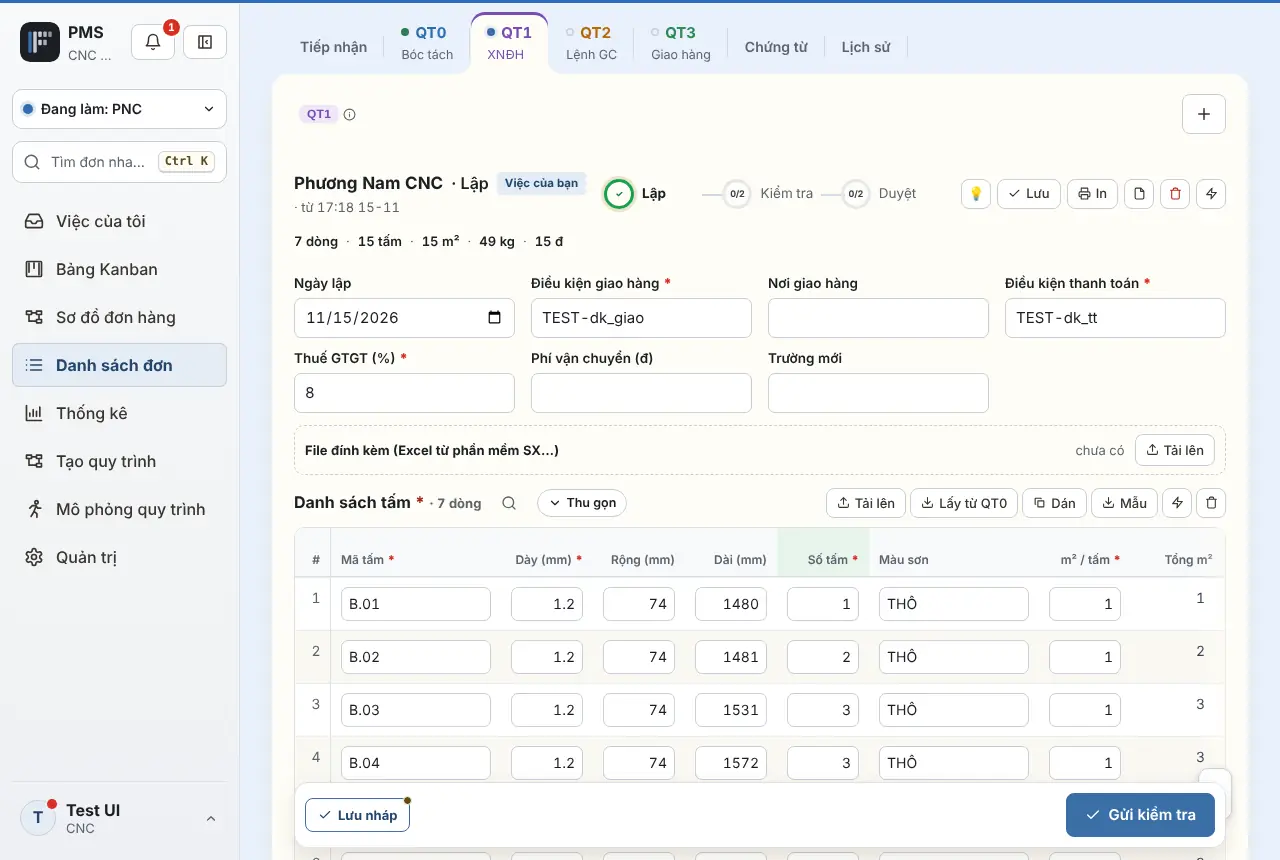 PMS
CNC ...
1
Đang làm: PNC
Tìm đơn nha... Ctrl K
Việc của tôi
Bảng Kanban
Sơ đồ đơn hàng
Danh sách đơn
Thống kê
Tạo quy trình
Mô phỏng quy trình
Quản trị
T
Test UI
CNC
Tiếp nhận
QT0
Bóc tách
QT1
XNĐH
QT2
Lệnh GC
QT3
Giao hàng
Chứng từ
Lịch sử
QT1
Phương Nam CNC · Lập Việc của bạn
· từ 17:18 15-11
Lập 0/2 Kiểm tra 0/2 Duyệt
Lưu In
7 dòng · 15 tấm · 15 m² · 49 kg · 15 đ
Ngày lập Điều kiện giao hàng * Nơi giao hàng Điều kiện thanh toán *
11/15/2026 TEST-dk_giao TEST-dk_tt
Thuế GTGT (%) * Phí vận chuyển (đ) Trường mới
8
File đính kèm (Excel từ phần mềm SX...) chưa có Tải lên
Danh sách tấm * · 7 dòng Thu gọn Tải lên Lấy từ QT0 Dán Mẫu
# Mã tấm * Dày (mm) * Rộng (mm) Dài (mm) Số tấm * Màu sơn m² / tấm * Tổng m²
1 B.01 1.2 74 1480 1 THÔ 1 1
2 B.02 1.2 74 1481 2 THÔ 1 2
3 B.03 1.2 74 1531 3 THÔ 1 3
4 B.04 1.2 74 1572 3 THÔ 1 3
Lưu nháp Gửi kiểm tra